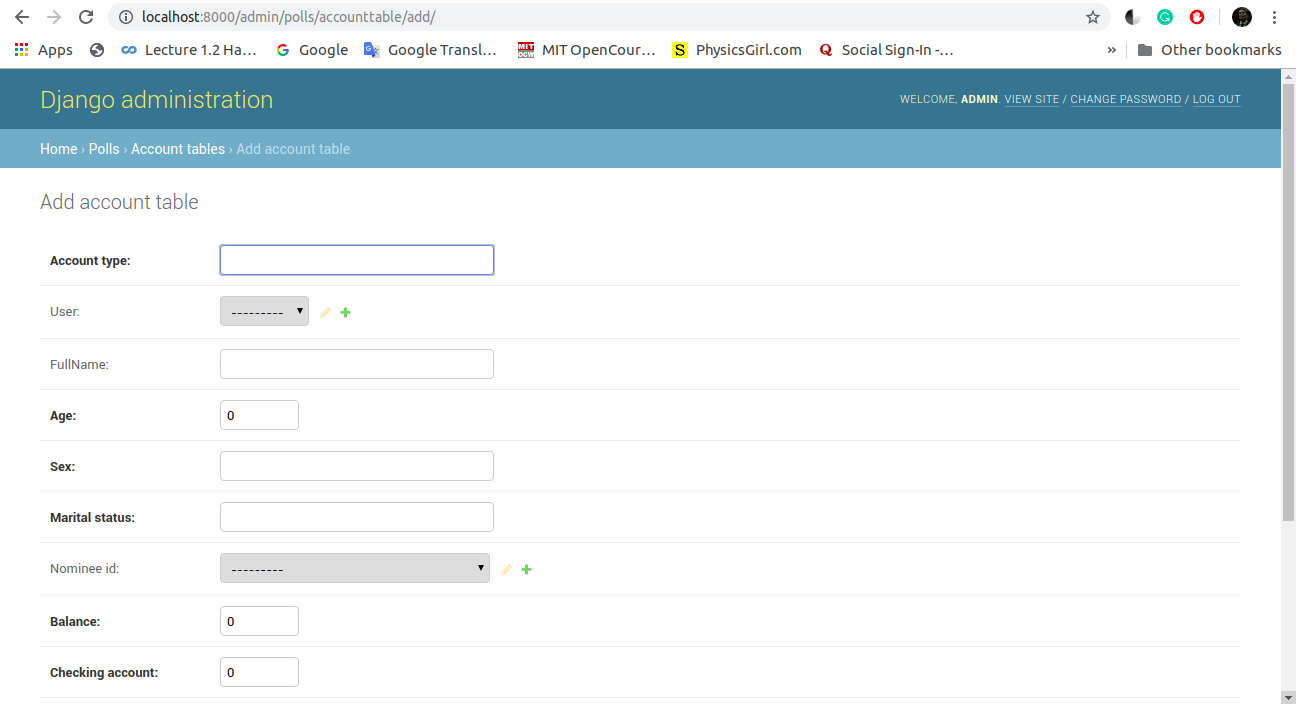 localhost:8000/admin/polls/accounttable/add/
Apps Lecture 1.2 Ha... Google Google Transl... MIT OCW MIT OpenCour... S PhysicsGirl.com Q Social Sign-In -... » Other bookmarks
Django administration WELCOME, ADMIN. VIEW SITE / CHANGE PASSWORD / LOG OUT
Home › Polls › Account tables › Add account table
Add account table
Account type:
User: ---------
FullName:
Age: 0
Sex:
Marital status:
Nominee id: ---------
Balance: 0
Checking account: 0